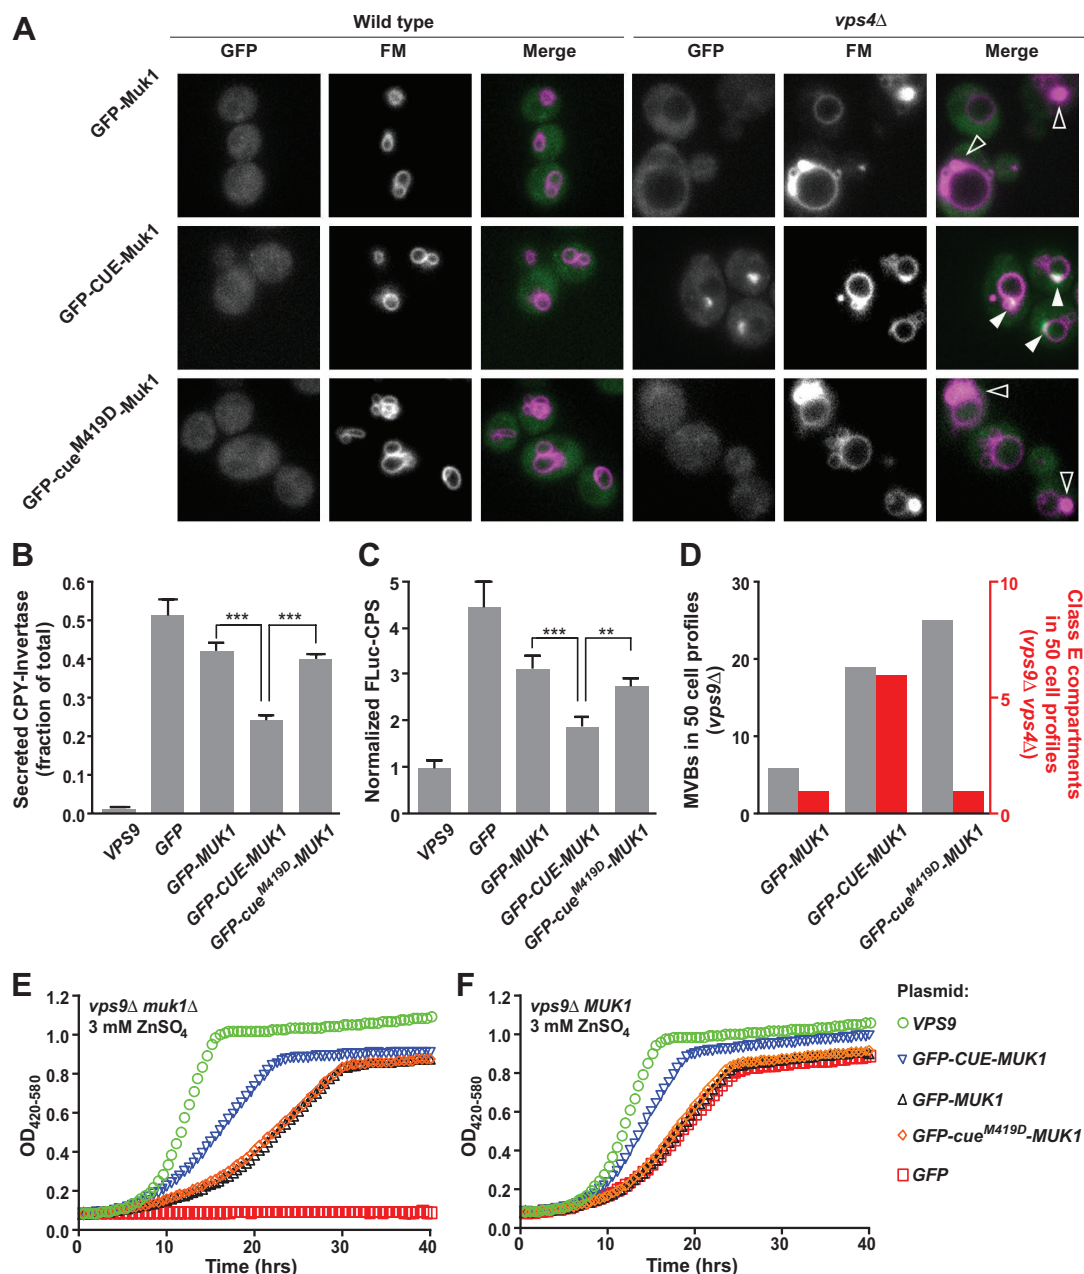 A
Wild type
vps4Δ
GFP
FM
Merge
GFP
FM
Merge
GFP-Muk1
GFP-CUE-Muk1
GFP-cueM419D-Muk1
B
Secreted CPY-Invertase
(fraction of total)
0.6
0.5
0.4
0.3
0.2
0.1
0.0
***
***
VPS9
GFP
GFP-MUK1
GFP-CUE-MUK1
GFP-cueM419D-MUK1
C
Normalized FLuc-CPS
5
4
3
2
1
0
***
**
VPS9
GFP
GFP-MUK1
GFP-CUE-MUK1
GFP-cueM419D-MUK1
D
MVBs in 50 cell profiles
(vps9Δ)
30
20
10
0
10
5
0
Class E compartments
in 50 cell profiles
(vps9Δ vps4Δ)
GFP-MUK1
GFP-CUE-MUK1
GFP-cueM419D-MUK1
E
vps9Δ muk1Δ
3 mM ZnSO4
OD420-580
1.2
1.0
0.8
0.6
0.4
0.2
0.0
0
10
20
30
40
Time (hrs)
F
vps9Δ MUK1
3 mM ZnSO4
OD420-580
1.2
1.0
0.8
0.6
0.4
0.2
0.0
0
10
20
30
40
Time (hrs)
Plasmid:
VPS9
GFP-CUE-MUK1
GFP-MUK1
GFP-cueM419D-MUK1
GFP